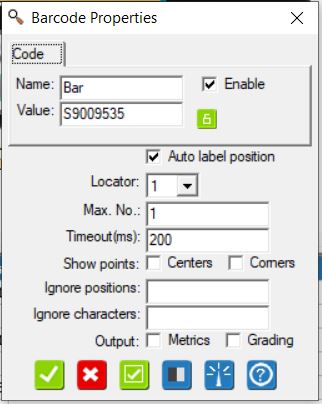 Barcode Properties
Code
Name: Bar Enable
Value: S9009535
Auto label position
Locator: 1
Max. No.: 1
Timeout(ms): 200
Show points: Centers Corners
Ignore positions:
Ignore characters:
Output: Metrics Grading